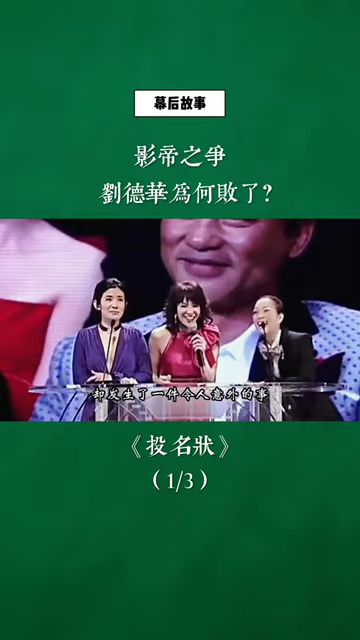 幕后故事
影帝之爭
劉德華爲何敗了?
却发生了一件令人意外的事
《投名狀》
(1/3)